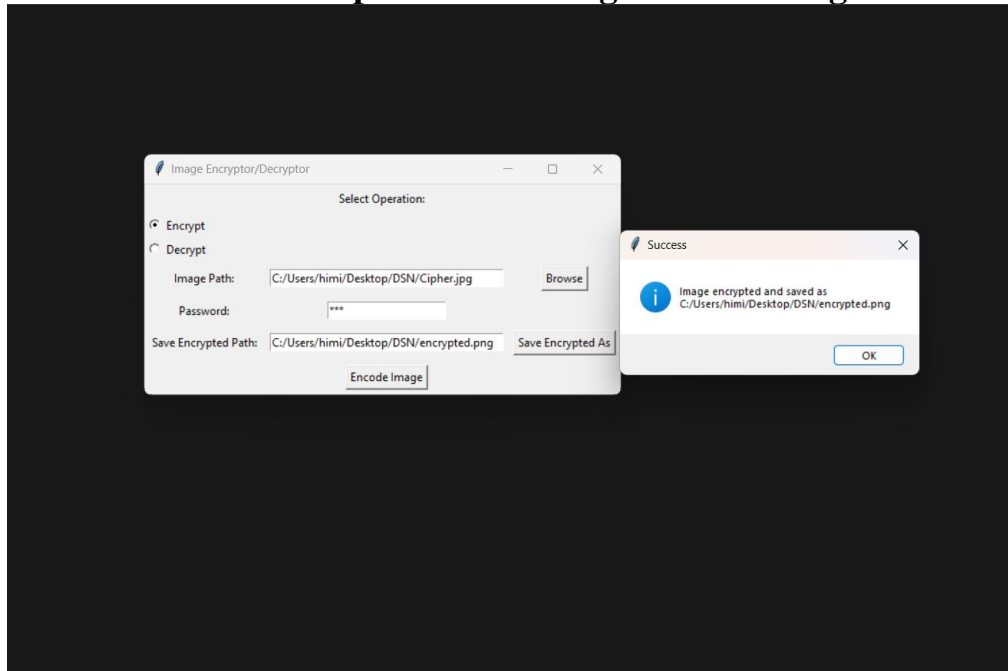 Image Encryptor/Decryptor
Select Operation:
Encrypt
Decrypt
Image Path: C:/Users/himi/Desktop/DSN/Cipher.jpg Browse
Password: ***
Save Encrypted Path: C:/Users/himi/Desktop/DSN/encrypted.png Save Encrypted As
Encode Image
Success
Image encrypted and saved as
C:/Users/himi/Desktop/DSN/encrypted.png
OK